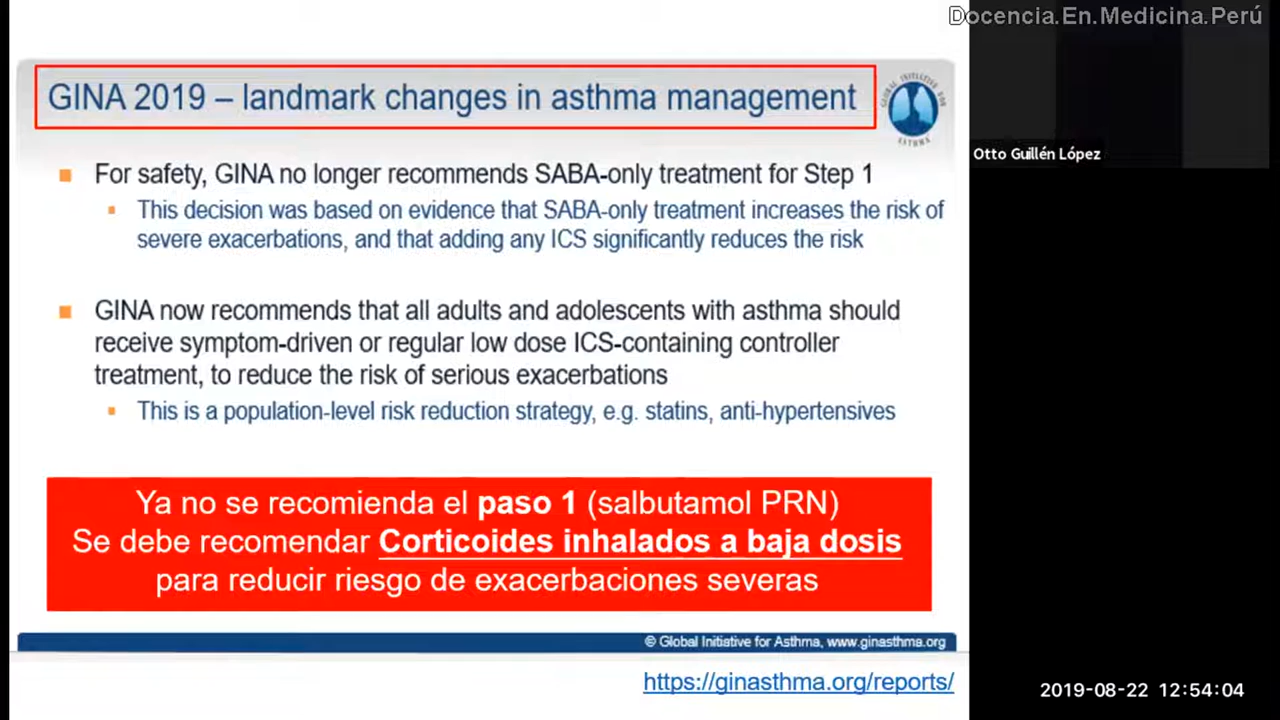 Docencia.En.Medicina.Perú
GINA 2019 – landmark changes in asthma management
GLOBAL INITIATIVE FOR ASTHMA
Otto Guillén López
▪ For safety, GINA no longer recommends SABA-only treatment for Step 1
▪ This decision was based on evidence that SABA-only treatment increases the risk of
severe exacerbations, and that adding any ICS significantly reduces the risk
▪ GINA now recommends that all adults and adolescents with asthma should
receive symptom-driven or regular low dose ICS-containing controller
treatment, to reduce the risk of serious exacerbations
▪ This is a population-level risk reduction strategy, e.g. statins, anti-hypertensives
Ya no se recomienda el paso 1 (salbutamol PRN)
Se debe recomendar Corticoides inhalados a baja dosis
para reducir riesgo de exacerbaciones severas
© Global Initiative for Asthma, www.ginasthma.org
https://ginasthma.org/reports/
2019-08-22 12:54:04